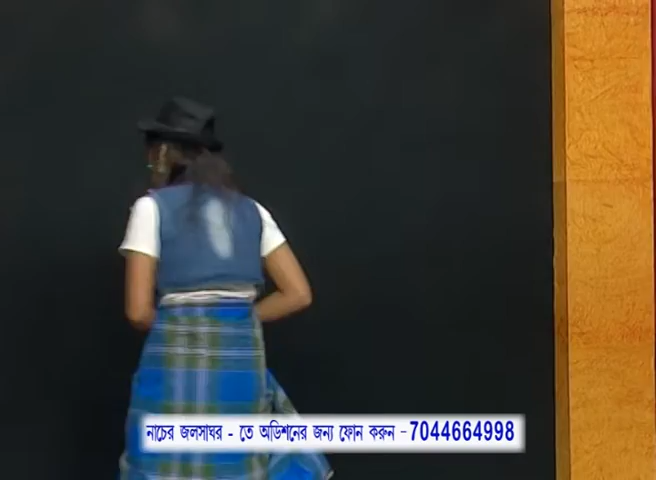 নাচের জলসাঘর - তে অডিশনের জন্য ফোন করুন - 7044664998